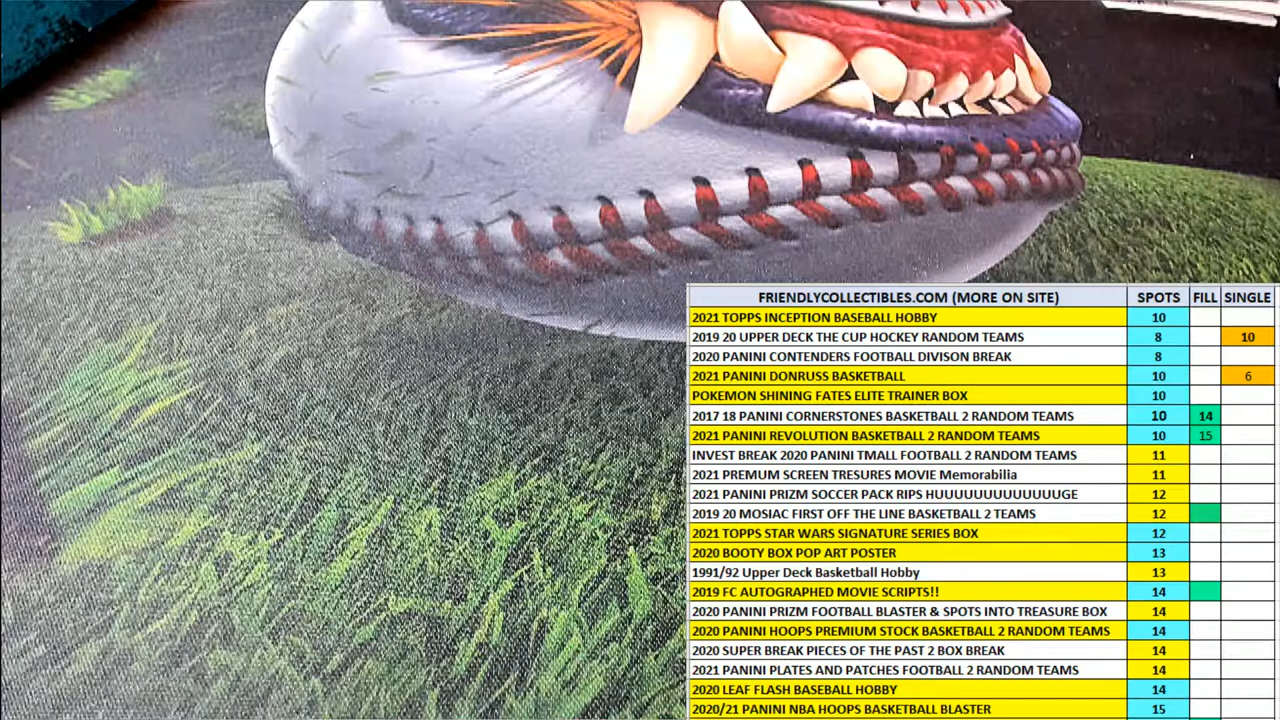 FRIENDLYCOLLECTIBLES.COM (MORE ON SITE) SPOTS FILL SINGLE
2021 TOPPS INCEPTION BASEBALL HOBBY 10
2019 20 UPPER DECK THE CUP HOCKEY RANDOM TEAMS 8 10
2020 PANINI CONTENDERS FOOTBALL DIVISON BREAK 8
2021 PANINI DONRUSS BASKETBALL 10 6
POKEMON SHINING FATES ELITE TRAINER BOX 10
2017 18 PANINI CORNERSTONES BASKETBALL 2 RANDOM TEAMS 10 14
2021 PANINI REVOLUTION BASKETBALL 2 RANDOM TEAMS 10 15
INVEST BREAK 2020 PANINI TMALL FOOTBALL 2 RANDOM TEAMS 11
2021 PREMUM SCREEN TRESURES MOVIE Memorabilia 11
2021 PANINI PRIZM SOCCER PACK RIPS HUUUUUUUUUUUUUGE 12
2019 20 MOSIAC FIRST OFF THE LINE BASKETBALL 2 TEAMS 12
2021 TOPPS STAR WARS SIGNATURE SERIES BOX 12
2020 BOOTY BOX POP ART POSTER 13
1991/92 Upper Deck Basketball Hobby 13
2019 FC AUTOGRAPHED MOVIE SCRIPTS!! 14
2020 PANINI PRIZM FOOTBALL BLASTER & SPOTS INTO TREASURE BOX 14
2020 PANINI HOOPS PREMIUM STOCK BASKETBALL 2 RANDOM TEAMS 14
2020 SUPER BREAK PIECES OF THE PAST 2 BOX BREAK 14
2021 PANINI PLATES AND PATCHES FOOTBALL 2 RANDOM TEAMS 14
2020 LEAF FLASH BASEBALL HOBBY 14
2020/21 PANINI NBA HOOPS BASKETBALL BLASTER 15